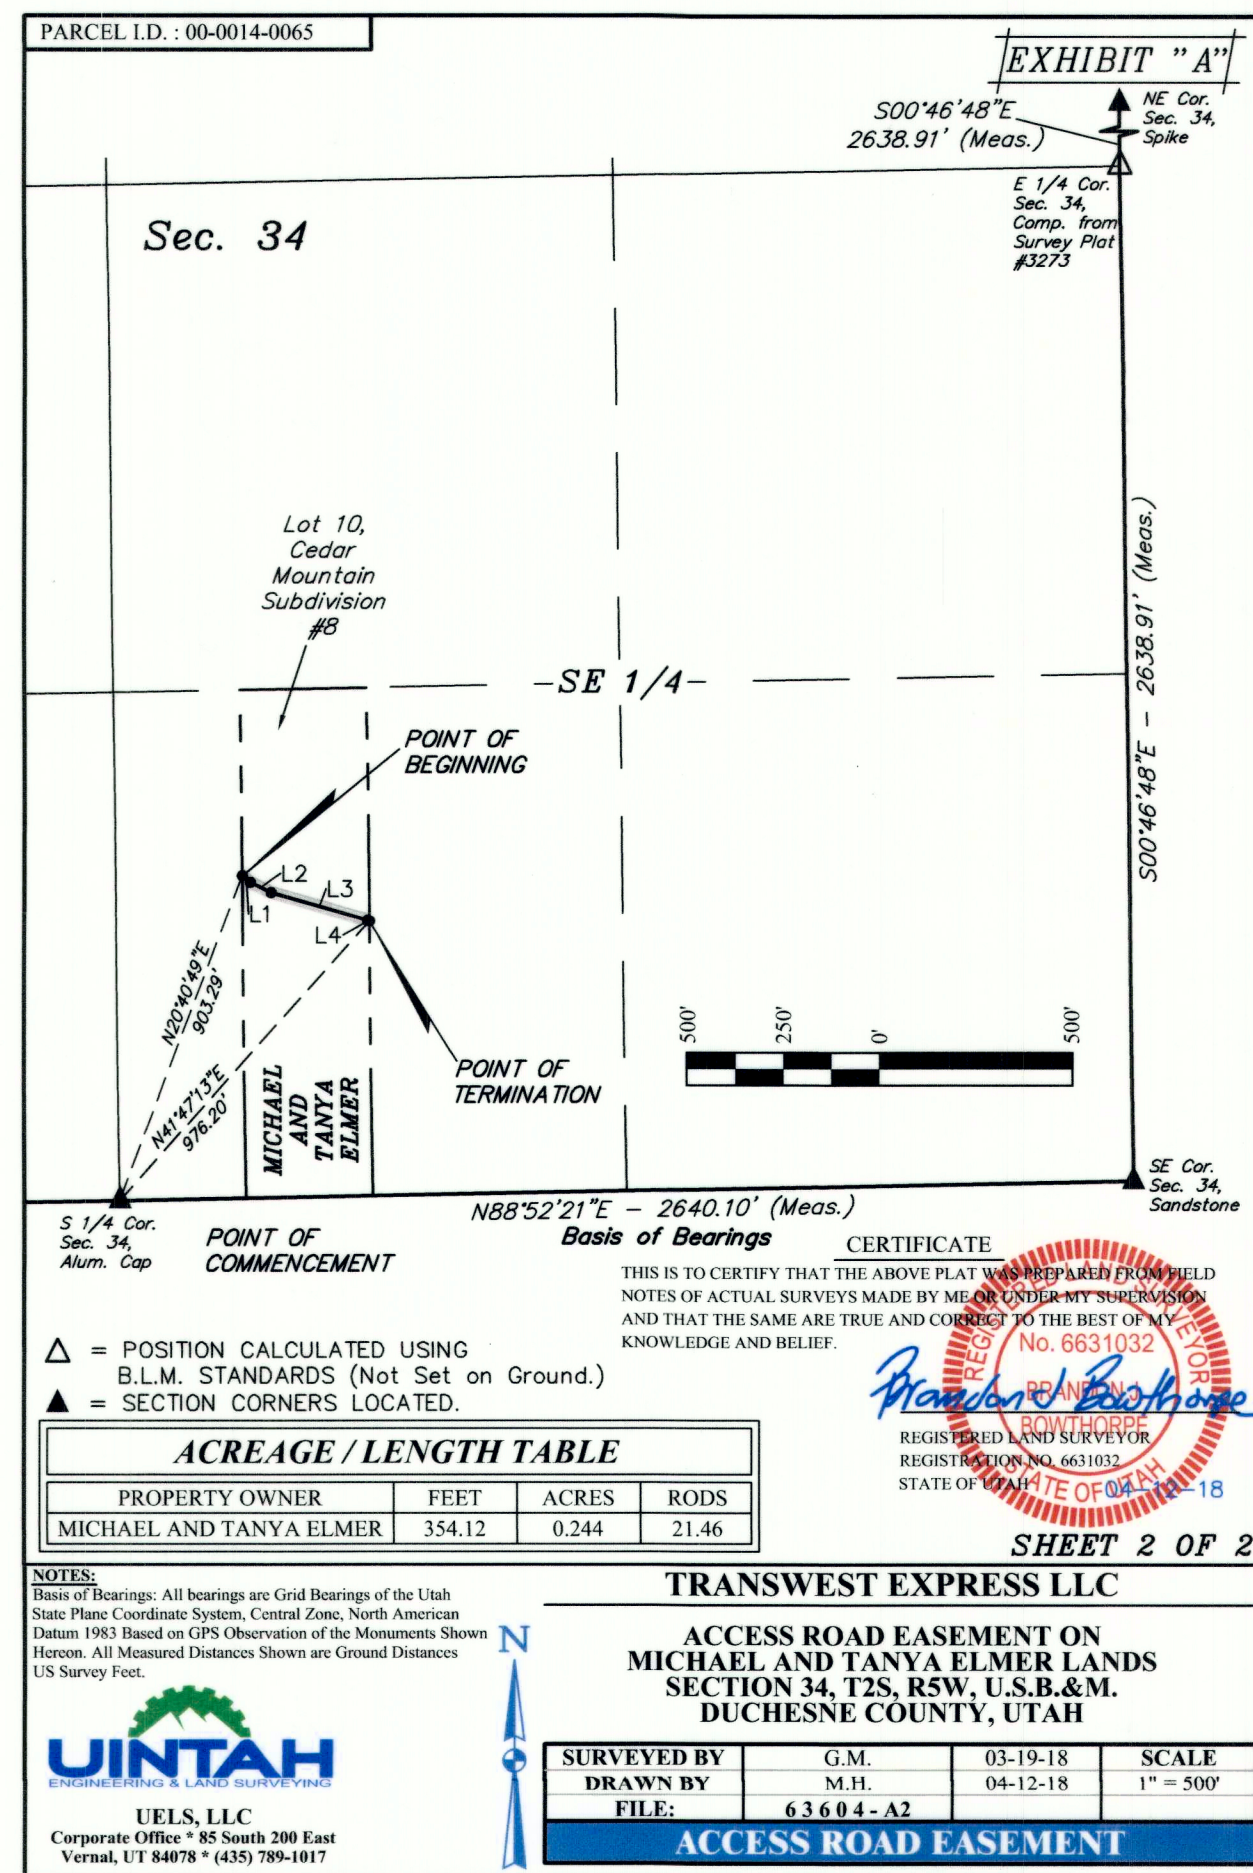 PARCEL I.D. : 00-0014-0065
EXHIBIT "A"
S00°46'48"E
2638.91' (Meas.)
NE Cor.
Sec. 34,
Spike
E 1/4 Cor.
Sec. 34,
Comp. from
Survey Plat
#3273
Sec. 34
Lot 10,
Cedar
Mountain
Subdivision
#8
SE 1/4
S00°46'48"E - 2638.91' (Meas.)
POINT OF
BEGINNING
L2
L3
L1
L4
N20°40'49"E
903.29'
N41°47'13"E
976.20'
MICHAEL
AND
TANYA
ELMER
POINT OF
TERMINATION
500' 250' 0' 500'
SE Cor.
Sec. 34,
Sandstone
N88°52'21"E - 2640.10' (Meas.)
Basis of Bearings
S 1/4 Cor.
Sec. 34,
Alum. Cap
POINT OF
COMMENCEMENT
CERTIFICATE
THIS IS TO CERTIFY THAT THE ABOVE PLAT WAS PREPARED FROM FIELD
NOTES OF ACTUAL SURVEYS MADE BY ME OR UNDER MY SUPERVISION
AND THAT THE SAME ARE TRUE AND CORRECT TO THE BEST OF MY
KNOWLEDGE AND BELIEF.
Brandon J Bowthorpe
REGISTERED LAND SURVEYOR
REGISTRATION NO. 6631032
STATE OF UTAH
REGISTERED LAND SURVEYOR
No. 6631032
BRANDON J.
BOWTHORPE
STATE OF UTAH
04-12-18
△ = POSITION CALCULATED USING
B.L.M. STANDARDS (Not Set on Ground.)
▲ = SECTION CORNERS LOCATED.
ACREAGE / LENGTH TABLE
PROPERTY OWNER FEET ACRES RODS
MICHAEL AND TANYA ELMER 354.12 0.244 21.46
SHEET 2 OF 2
NOTES:
Basis of Bearings: All bearings are Grid Bearings of the Utah
State Plane Coordinate System, Central Zone, North American
Datum 1983 Based on GPS Observation of the Monuments Shown
Hereon. All Measured Distances Shown are Ground Distances
US Survey Feet.
N
UINTAH
ENGINEERING & LAND SURVEYING
UELS, LLC
Corporate Office * 85 South 200 East
Vernal, UT 84078 * (435) 789-1017
TRANSWEST EXPRESS LLC
ACCESS ROAD EASEMENT ON
MICHAEL AND TANYA ELMER LANDS
SECTION 34, T2S, R5W, U.S.B.&M.
DUCHESNE COUNTY, UTAH
SURVEYED BY G.M. 03-19-18 SCALE
DRAWN BY M.H. 04-12-18 1" = 500'
FILE: 63604-A2
ACCESS ROAD EASEMENT